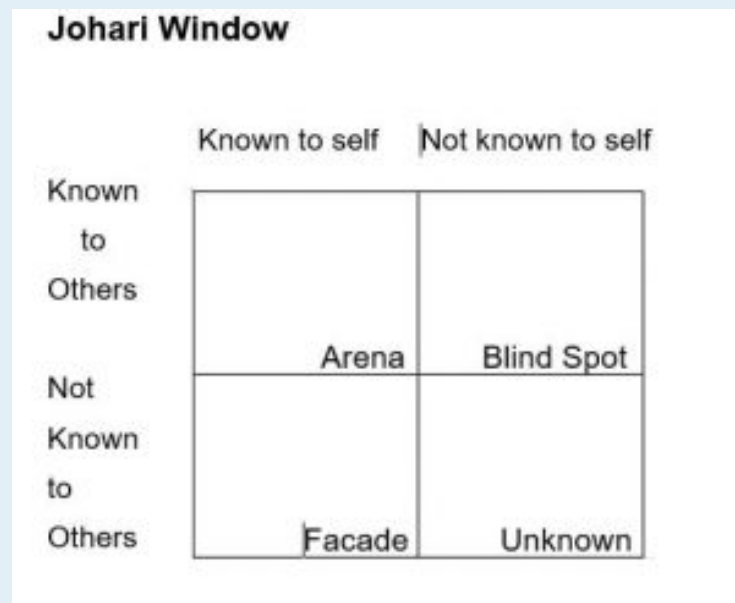 Johari Window
Known to self Not known to self
Known
to
Others
Arena Blind Spot
Not
Known
to
Others
Facade Unknown